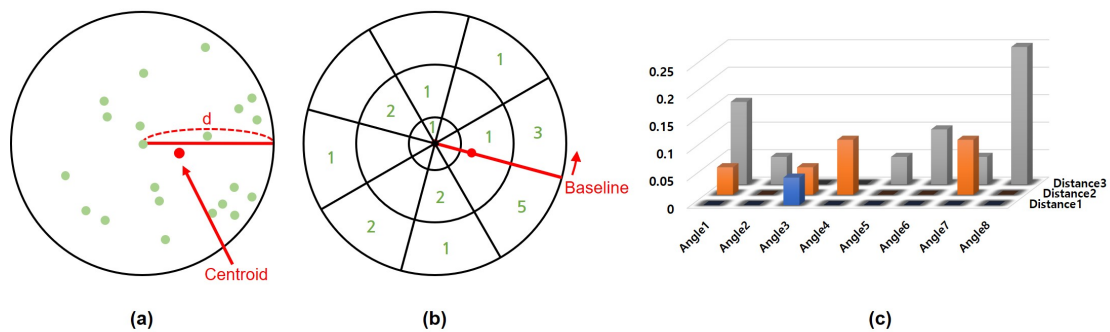 d
Centroid
(a)
1
1
2
1
1
3
1
Baseline
2
2
5
1
(b)
0.25
0.2
0.15
0.1
0.05
0
Distance3
Distance2
Distance1
Angle1
Angle2
Angle3
Angle4
Angle5
Angle6
Angle7
Angle8
(c)